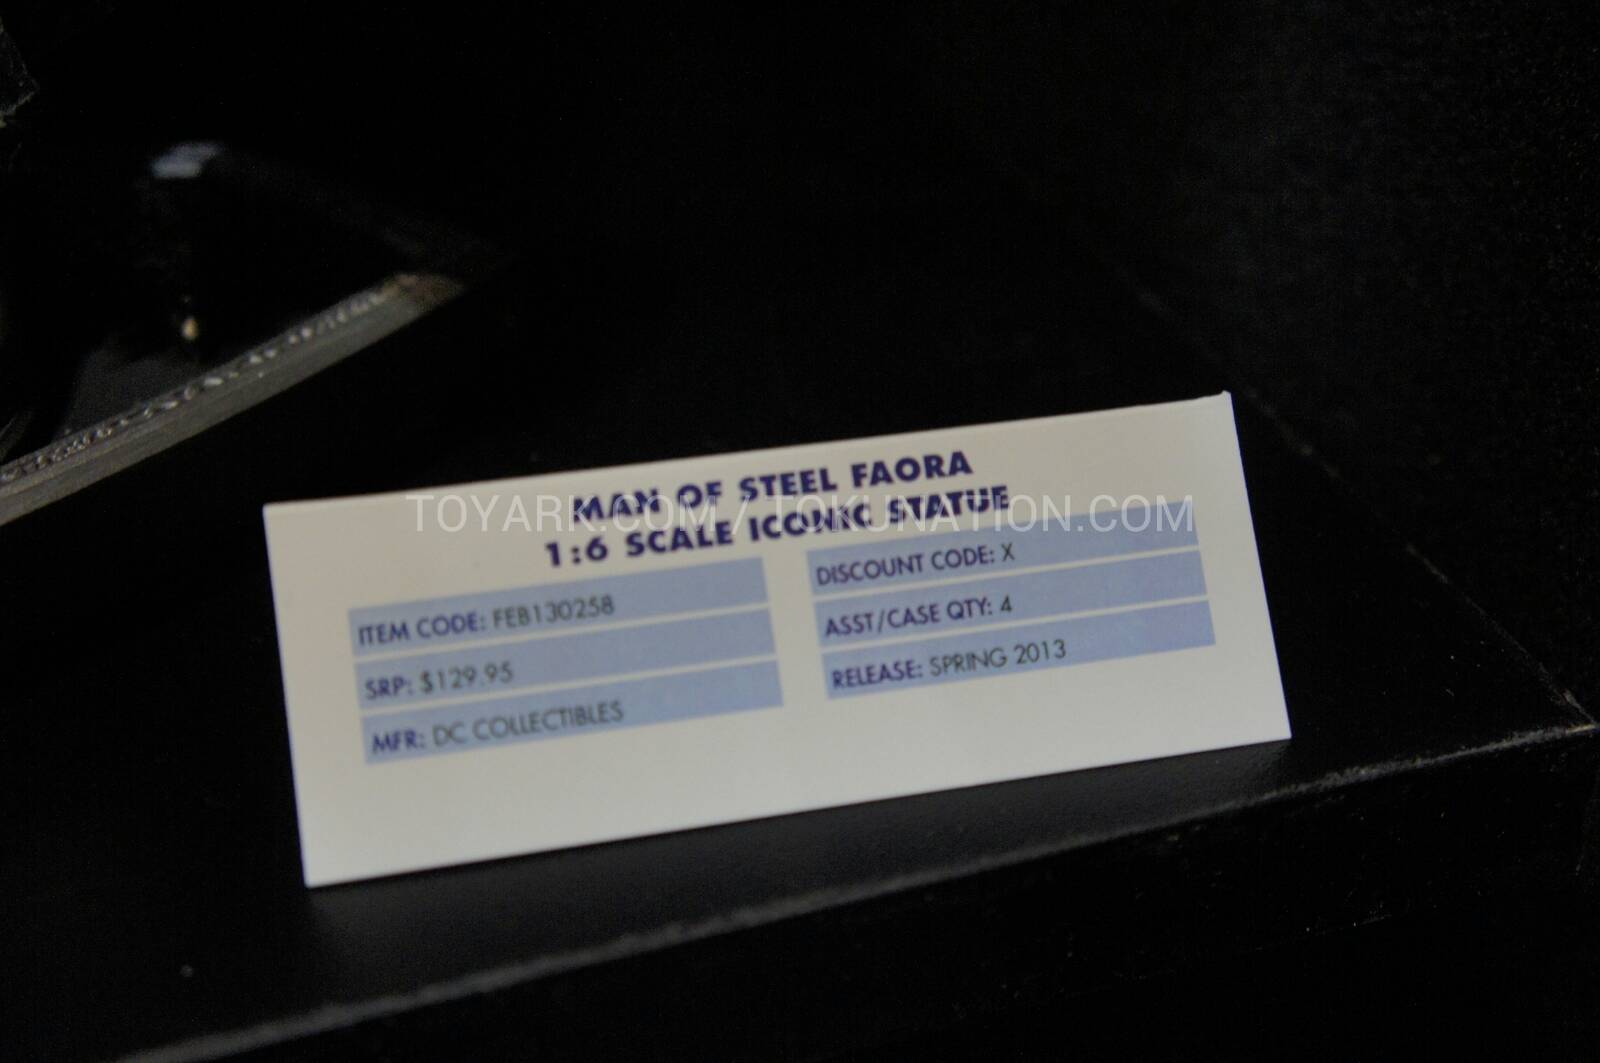 MAN OF STEEL FAORA
1:6 SCALE ICONIC STATUE
ITEM CODE: FEB130258
SRP: $129.95
MFR: DC COLLECTIBLES
DISCOUNT CODE: X
ASST/CASE QTY: 4
RELEASE: SPRING 2013
TOYARK.COM / TOKUNATION.COM